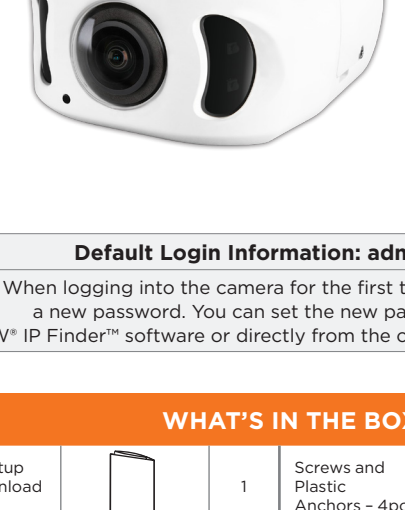 Default Login Information: adm
When logging into the camera for the first t
a new password. You can set the new pa
W® IP Finder™ software or directly from the c
WHAT'S IN THE BOX
tup
nload
1
Screws and
Plastic
Anchors – 4pc